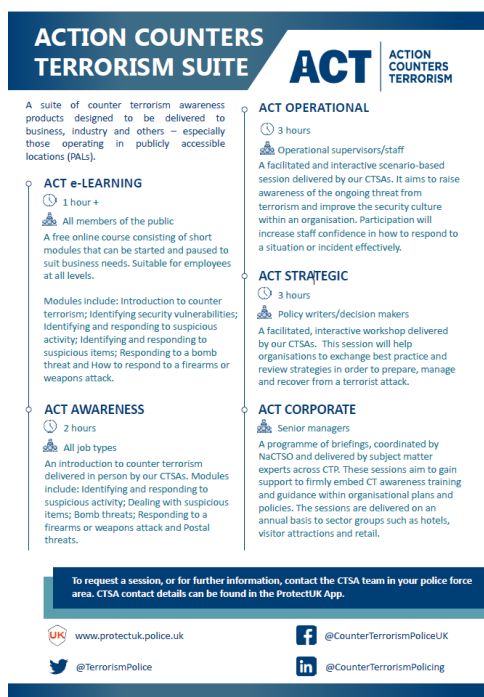 ACTION COUNTERS
TERRORISM SUITE
ACT
ACTION
COUNTERS
TERRORISM
A suite of counter terrorism awareness
products designed to be delivered to
business, industry and others – especially
those operating in publicly accessible
locations (PALs).
ACT e-LEARNING
1 hour +
All members of the public
A free online course consisting of short
modules that can be started and paused to
suit business needs. Suitable for employees
at all levels.
Modules include: Introduction to counter
terrorism; Identifying security vulnerabilities;
Identifying and responding to suspicious
activity; Identifying and responding to
suspicious items; Responding to a bomb
threat and How to respond to a firearms or
weapons attack.
ACT AWARENESS
2 hours
All job types
An introduction to counter terrorism
delivered in person by our CTSAs. Modules
include: Identifying and responding to
suspicious activity; Dealing with suspicious
items; Bomb threats; Responding to a
firearms or weapons attack and Postal
threats.
ACT OPERATIONAL
3 hours
Operational supervisors/staff
A facilitated and interactive scenario-based
session delivered by our CTSAs. It aims to raise
awareness of the ongoing threat from
terrorism and improve the security culture
within an organisation. Participation will
increase staff confidence in how to respond to
a situation or incident effectively.
ACT STRATEGIC
3 hours
Policy writers/decision makers
A facilitated, interactive workshop delivered
by our CTSAs. This session will help
organisations to exchange best practice and
review strategies in order to prepare, manage
and recover from a terrorist attack.
ACT CORPORATE
Senior managers
A programme of briefings, coordinated by
NaCTSO and delivered by subject matter
experts across CTP. These sessions aim to gain
support to firmly embed CT awareness training
and guidance within organisational plans and
policies. The sessions are delivered on an
annual basis to sector groups such as hotels,
visitor attractions and retail.
To request a session, or for further information, contact the CTSA team in your police force
area. CTSA contact details can be found in the ProtectUK App.
UK www.protectuk.police.uk
@CounterTerrorismPoliceUK
@TerrorismPolice
in @CounterTerrorismPolicing